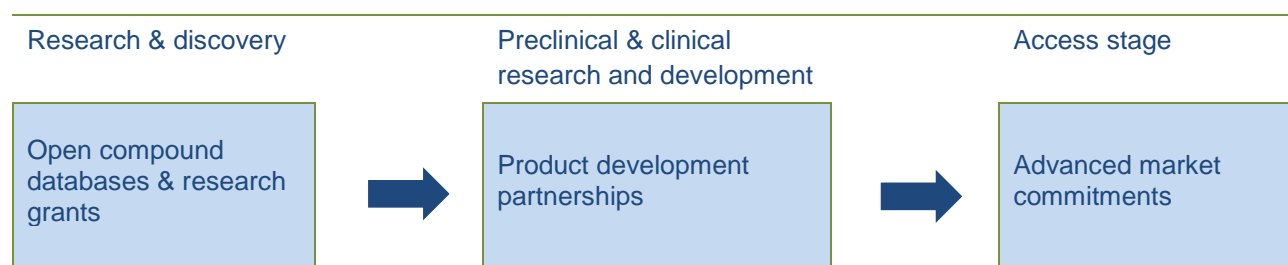 Research & discovery
Preclinical & clinical
research and development
Access stage
Open compound
databases & research
grants
Product development
partnerships
Advanced market
commitments